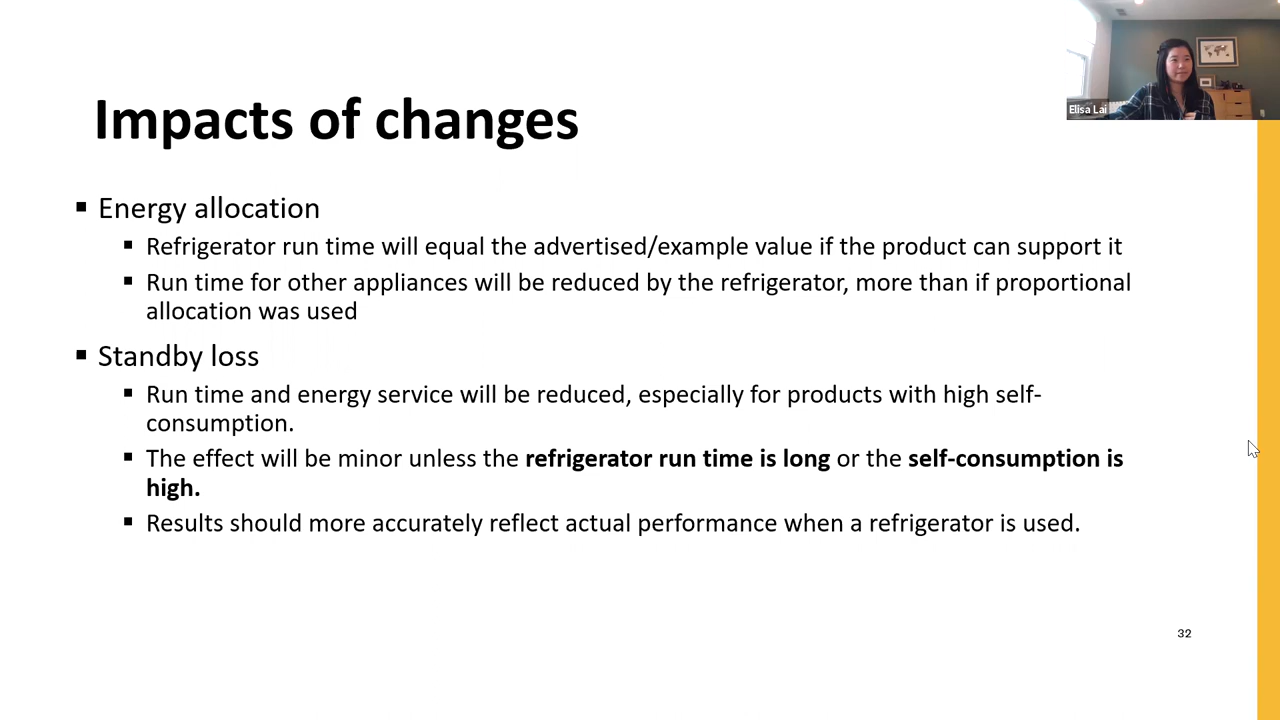 Elisa Lai
Impacts of changes
▪ Energy allocation
▪ Refrigerator run time will equal the advertised/example value if the product can support it
▪ Run time for other appliances will be reduced by the refrigerator, more than if proportional
allocation was used
▪ Standby loss
▪ Run time and energy service will be reduced, especially for products with high self-
consumption.
▪ The effect will be minor unless the refrigerator run time is long or the self-consumption is
high.
▪ Results should more accurately reflect actual performance when a refrigerator is used.
32